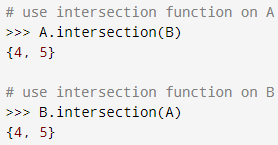 # use intersection function on A
>>> A.intersection(B)
{4, 5}
# use intersection function on B
>>> B.intersection(A)
{4, 5}